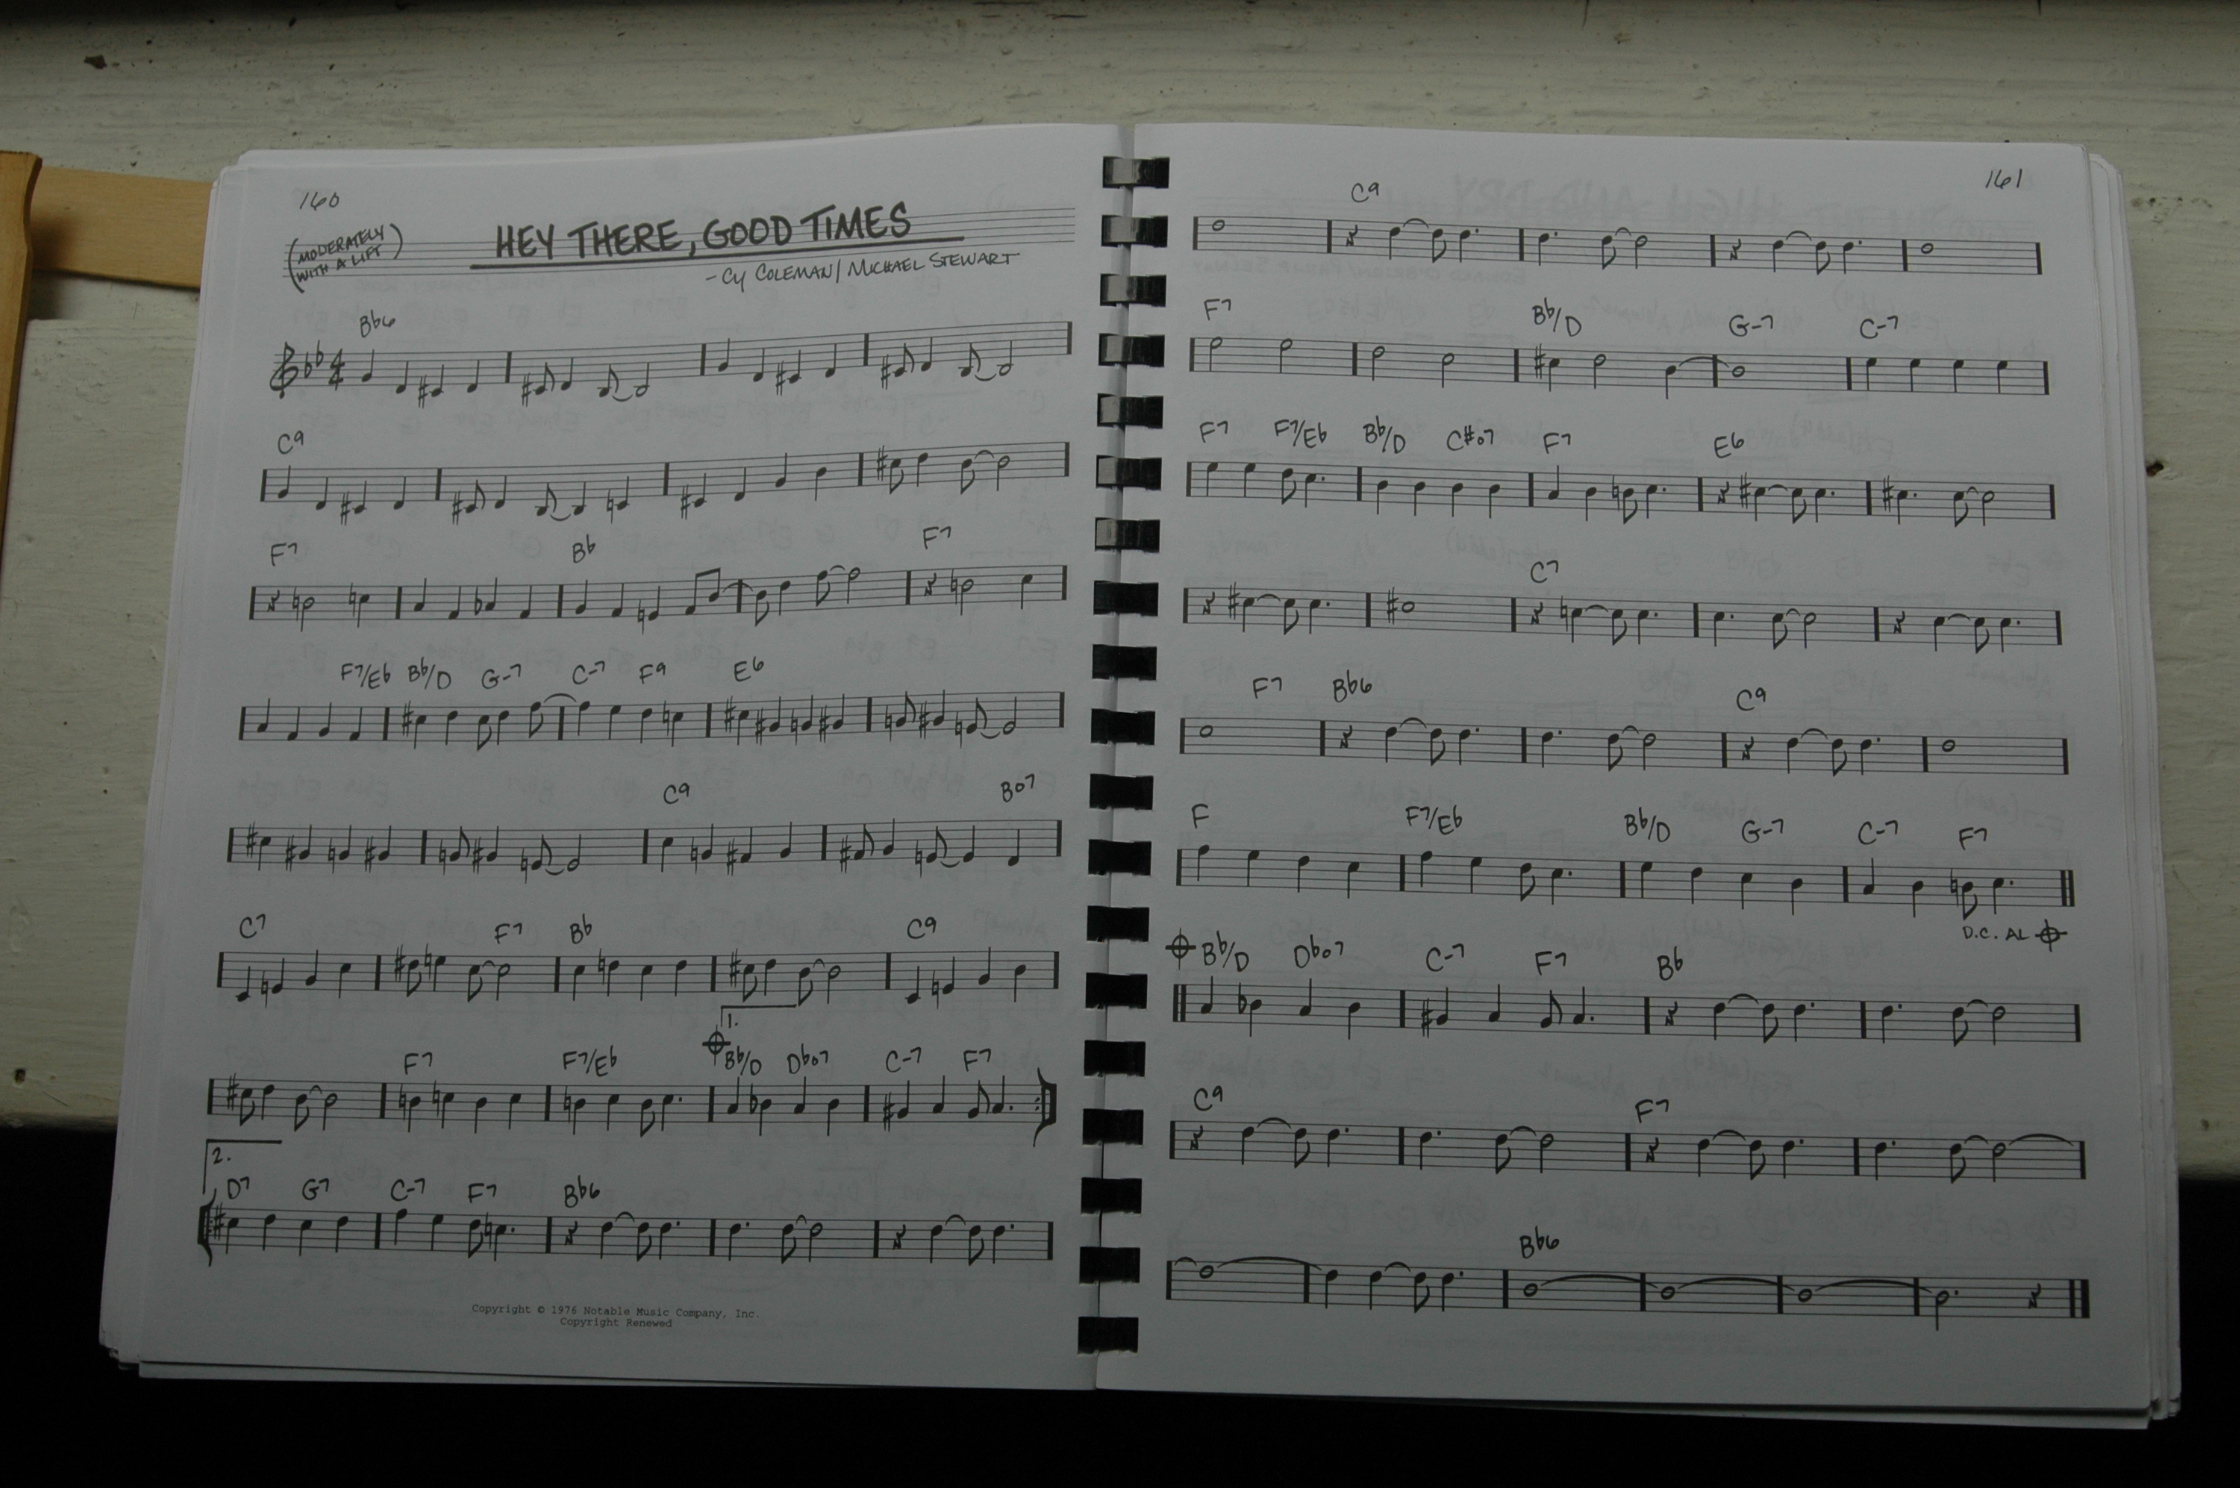 160
(MODERATELY
WITH A LIFT)
HEY THERE, GOOD TIMES
- CY COLEMAN/ MICHAEL STEWART
Bb6
C9
F7 Bb F7
F7/Eb Bb/D G-7 C-7 F9 E6
C9 Bo7
C7 F7 Bb C9
1.
F7 F7/Eb Bb/D Dbo7 C-7 F7
2.
D7 G7 C-7 F7 Bb6
Copyright © 1976 Notable Music Company, Inc.
Copyright Renewed
161
C9
F7 Bb/D G-7 C-7
F7 F7/Eb Bb/D C#o7 F7 E6
C7
F7 Bb6 C9
F F7/Eb Bb/D G-7 C-7 F7
D.C. AL
Bb/D Dbo7 C-7 F7 Bb
C9 F7
Bb6